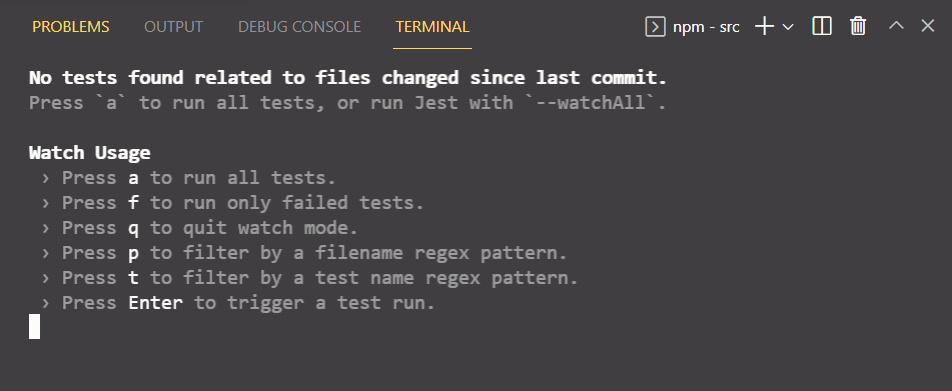 PROBLEMS OUTPUT DEBUG CONSOLE TERMINAL npm - src
No tests found related to files changed since last commit.
Press `a` to run all tests, or run Jest with `--watchAll`.
Watch Usage
› Press a to run all tests.
› Press f to run only failed tests.
› Press q to quit watch mode.
› Press p to filter by a filename regex pattern.
› Press t to filter by a test name regex pattern.
› Press Enter to trigger a test run.